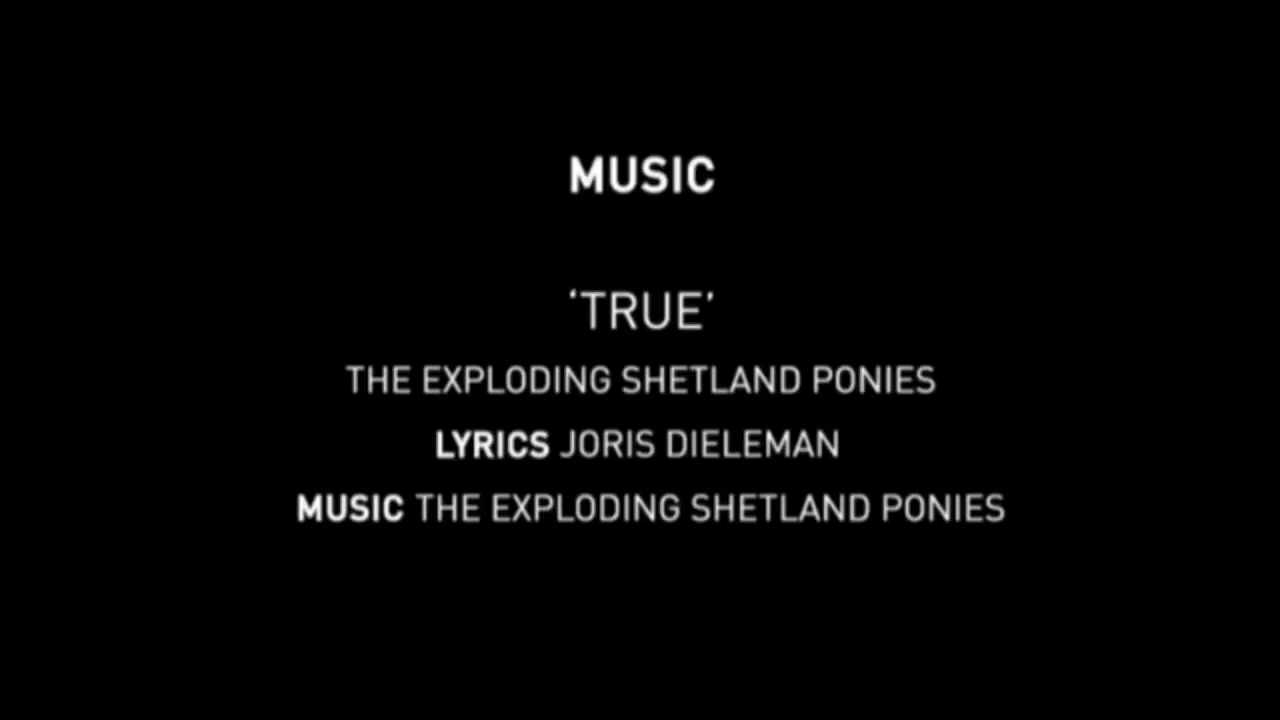 MUSIC
‘TRUE’
THE EXPLODING SHETLAND PONIES
LYRICS JORIS DIELEMAN
MUSIC THE EXPLODING SHETLAND PONIES